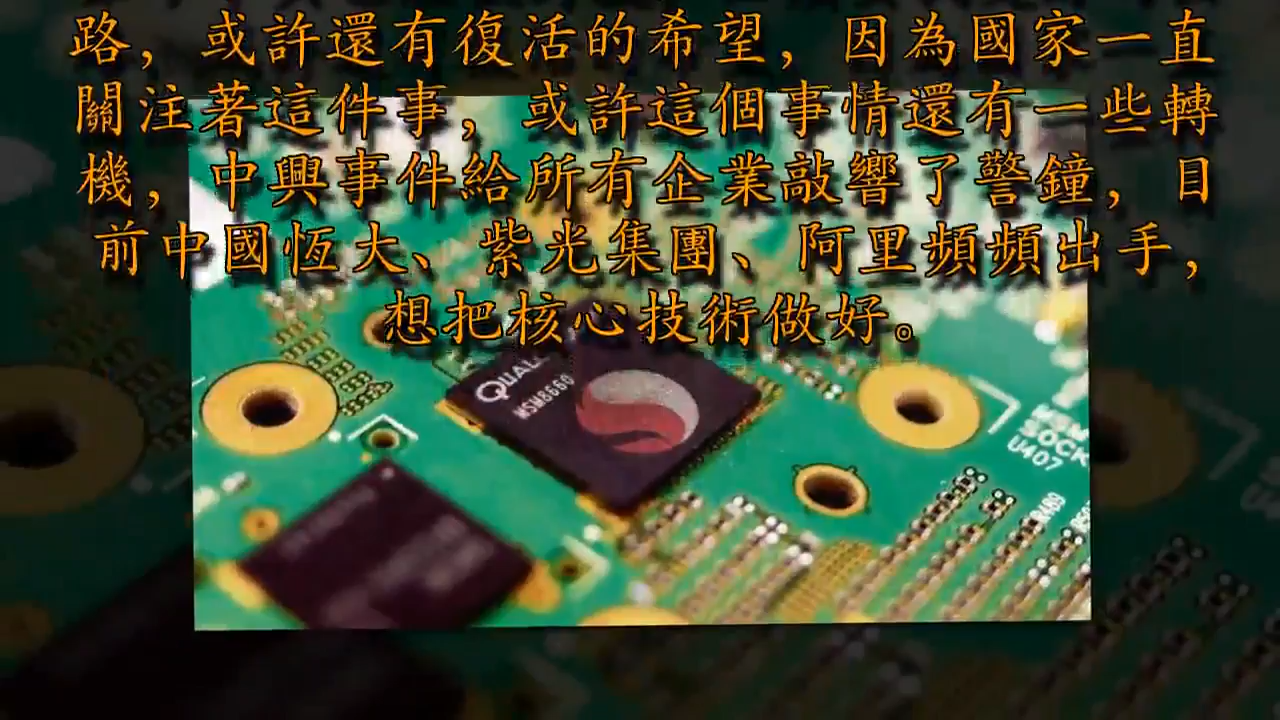 路，或許還有復活的希望，因為國家一直
關注著這件事，或許這個事情還有一些轉
機，中興事件給所有企業敲響了警鐘，目
前中國恆大、紫光集團、阿里頻頻出手，
想把核心技術做好。
MSM8660
SOCK
U407